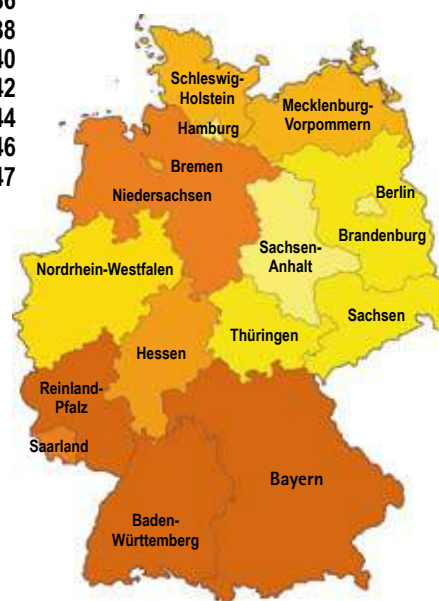 38
40
42
44
46
47
Schleswig-
Holstein
Mecklenburg-
Vorpommern
Hamburg
Bremen
Niedersachsen
Berlin
Brandenburg
Sachsen-
Anhalt
Nordrhein-Westfalen
Sachsen
Thüringen
Hessen
Reinland-
Pfalz
Saarland
Bayern
Baden-
Württemberg